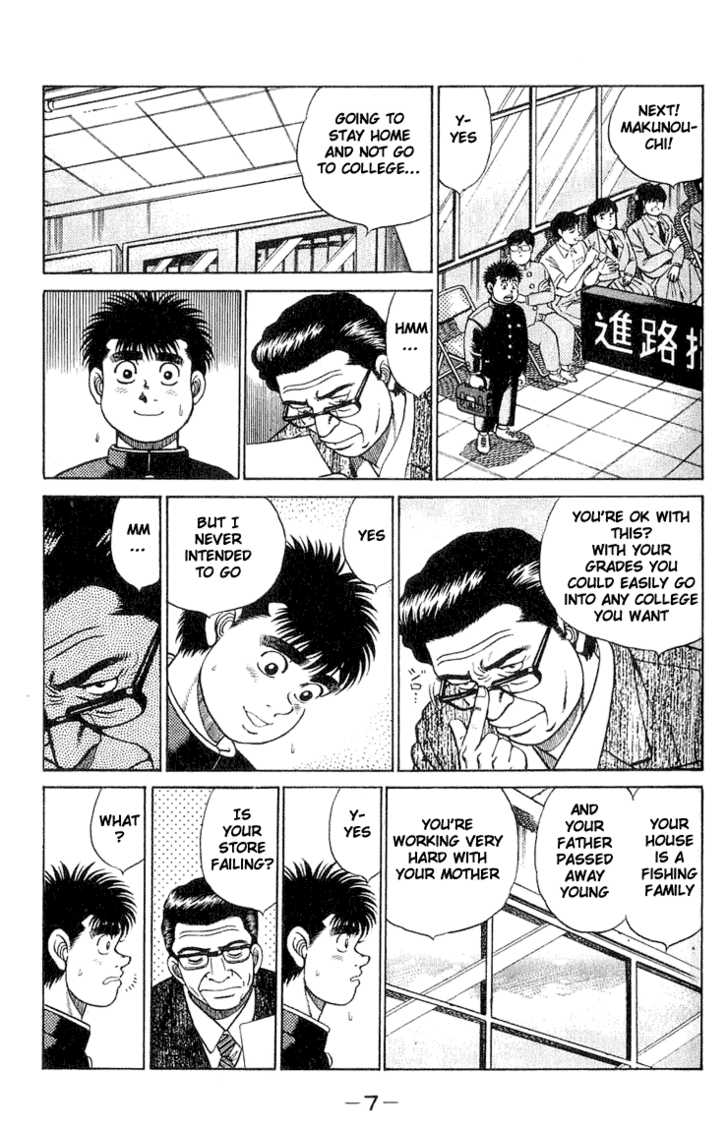 NEXT!
MAKUNOU-
CHI!
Y-
YES
進路指
GOING TO
STAY HOME
AND NOT GO
TO COLLEGE...
HMM
...
YOU'RE OK WITH
THIS?
WITH YOUR
GRADES YOU
COULD EASILY GO
INTO ANY COLLEGE
YOU WANT
YES
BUT I
NEVER
INTENDED
TO GO
MM
...
YOUR
HOUSE
IS A
FISHING
FAMILY
AND
YOUR
FATHER
PASSED
AWAY
YOUNG
YOU'RE
WORKING VERY
HARD WITH
YOUR MOTHER
Y-
YES
IS
YOUR
STORE
FAILING?
WHAT
?
-7-